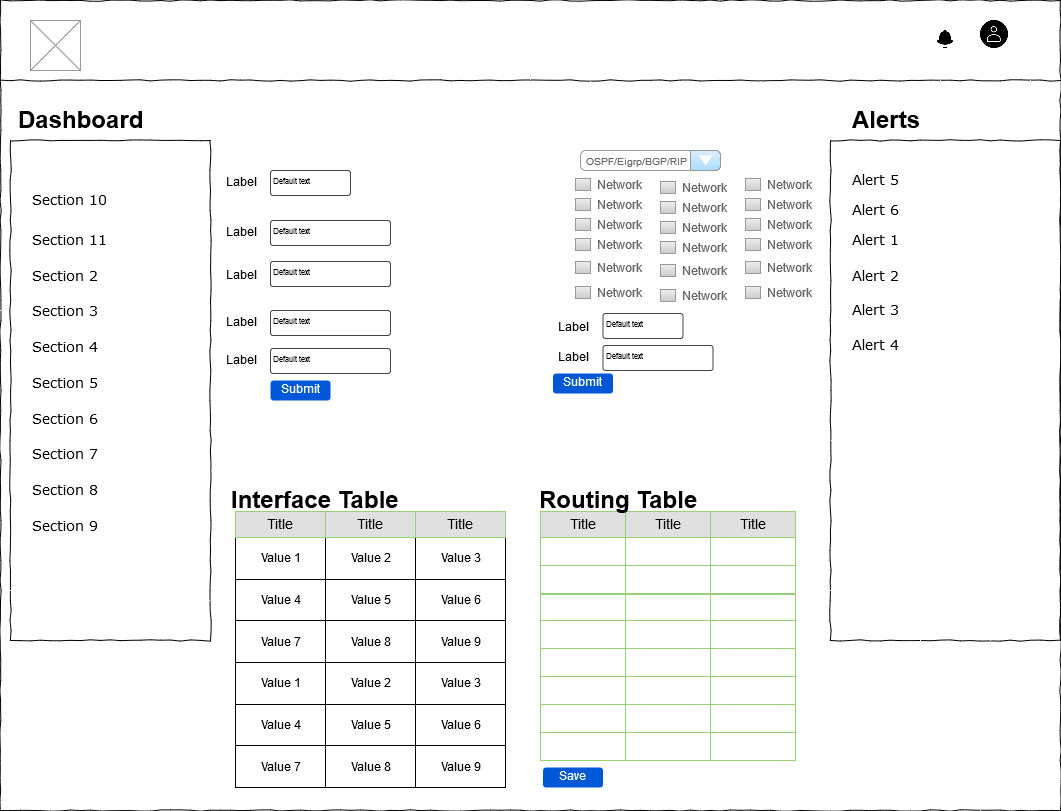 Dashboard
Section 10
Section 11
Section 2
Section 3
Section 4
Section 5
Section 6
Section 7
Section 8
Section 9
Label Default text
Label Default text
Label Default text
Label Default text
Label Default text
Submit
OSPF/Eigrp/BGP/RIP
Network Network Network
Network Network Network
Network Network Network
Network Network Network
Network Network Network
Network Network Network
Label Default text
Label Default text
Submit
Alerts
Alert 5
Alert 6
Alert 1
Alert 2
Alert 3
Alert 4
Interface Table
Title Title Title
Value 1 Value 2 Value 3
Value 4 Value 5 Value 6
Value 7 Value 8 Value 9
Value 1 Value 2 Value 3
Value 4 Value 5 Value 6
Value 7 Value 8 Value 9
Routing Table
Title Title Title
Save